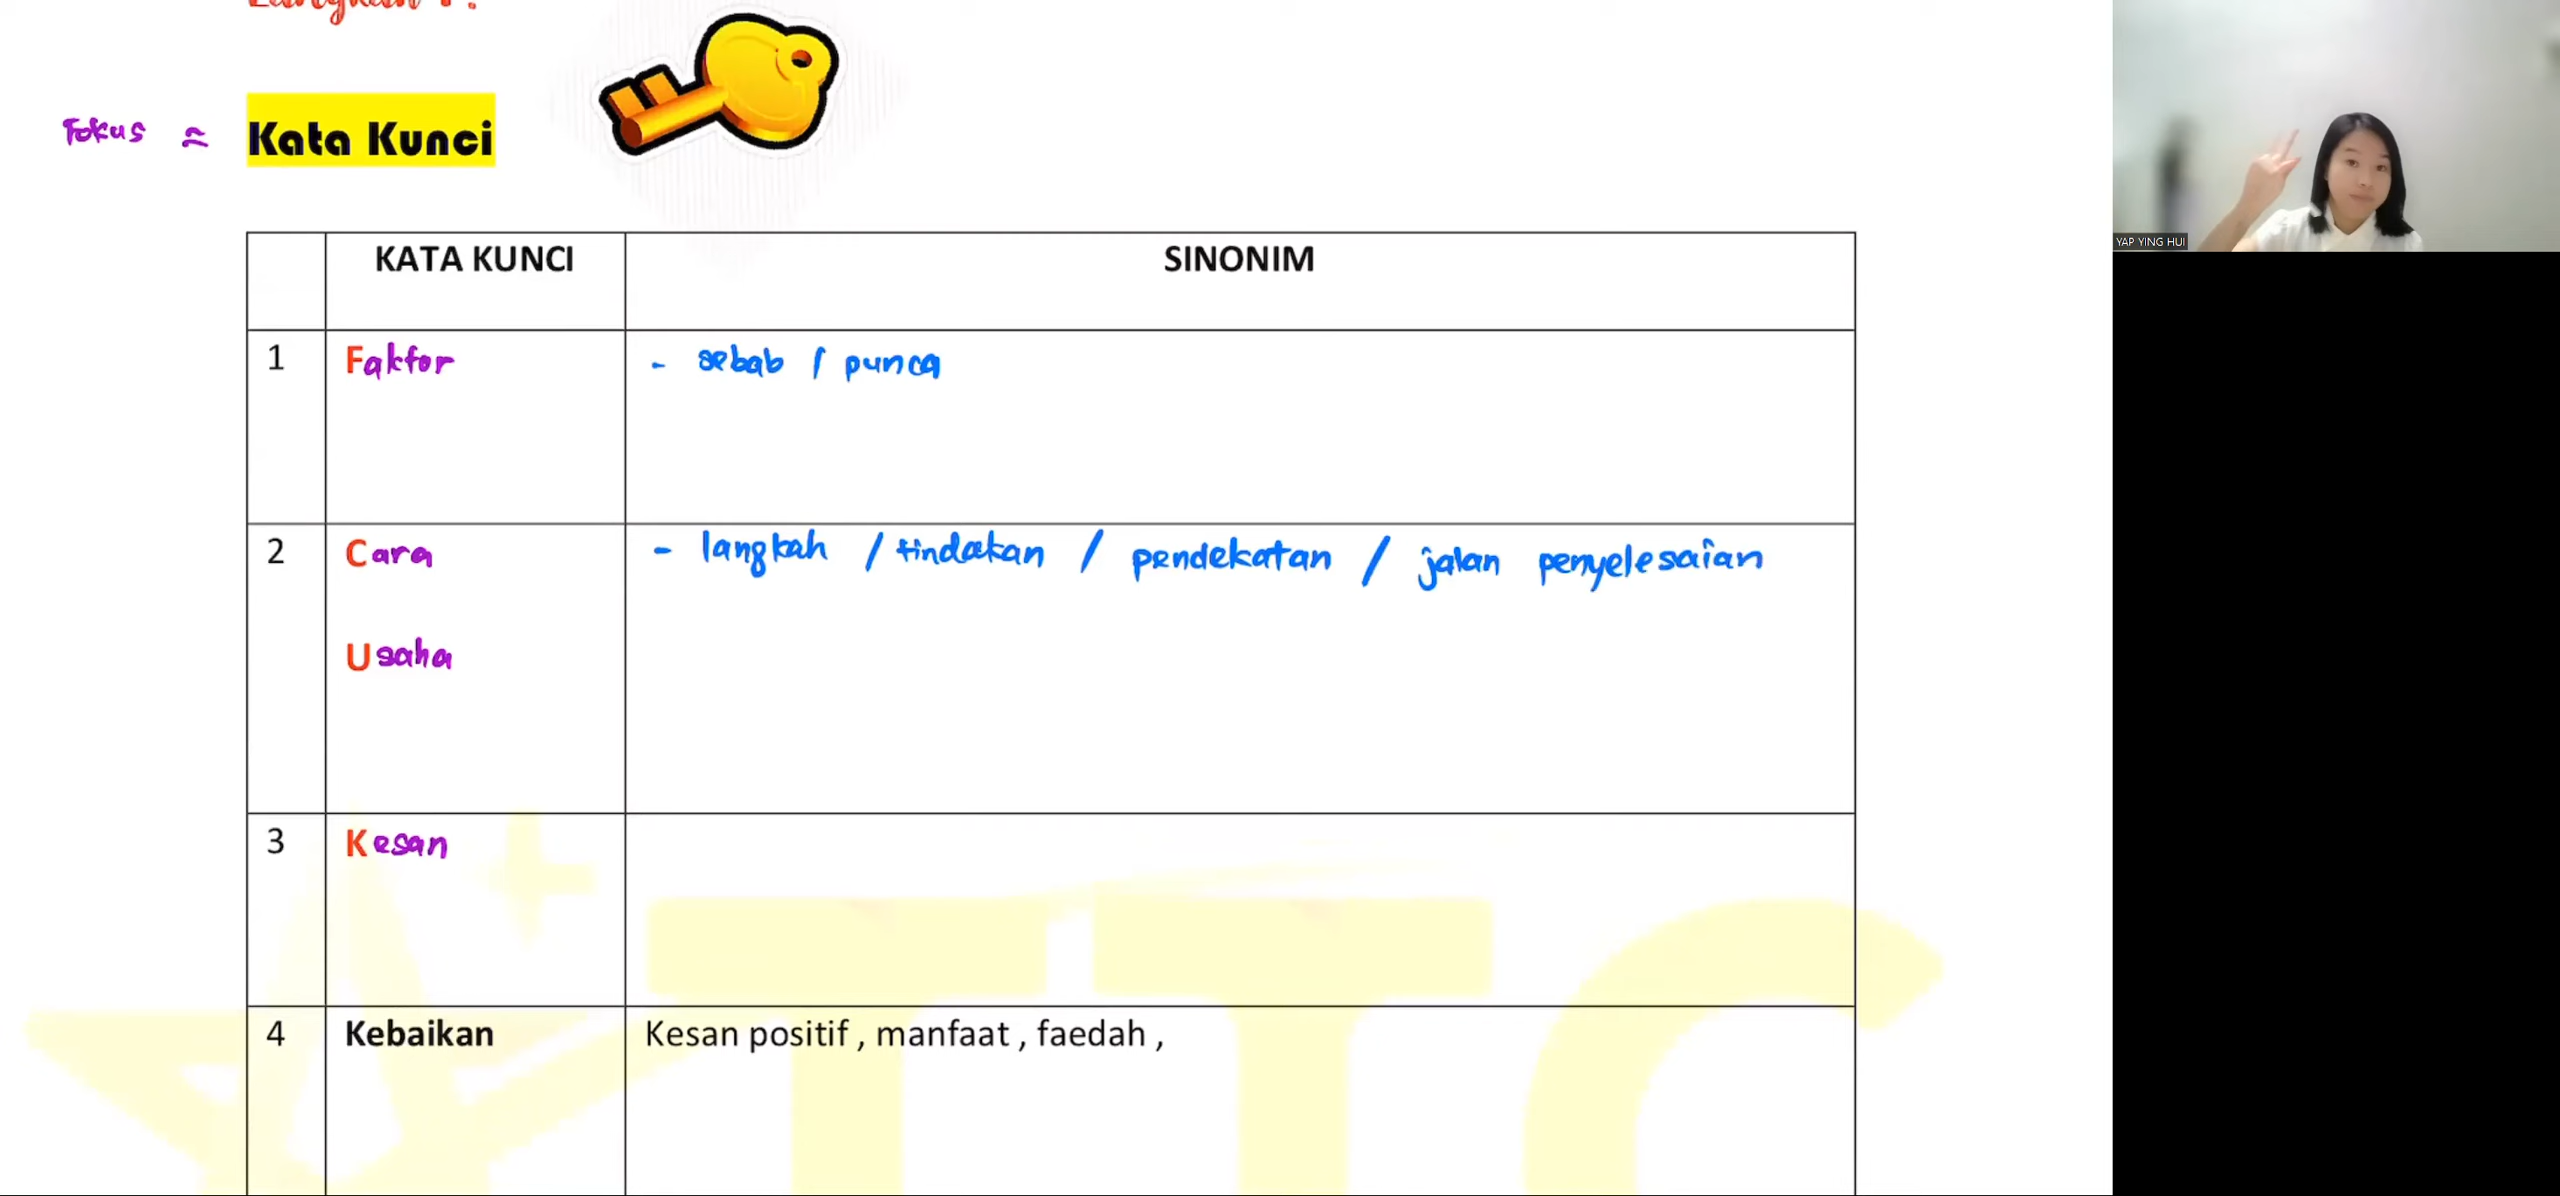 Fokus ≈ Kata Kunci
YAP YING HUI
KATA KUNCI SINONIM
1 Faktor - sebab / punca
2 Cara - langkah / tindakan / pendekatan / jalan penyelesaian
Usaha
3 Kesan
4 Kebaikan Kesan positif , manfaat , faedah ,
TTC